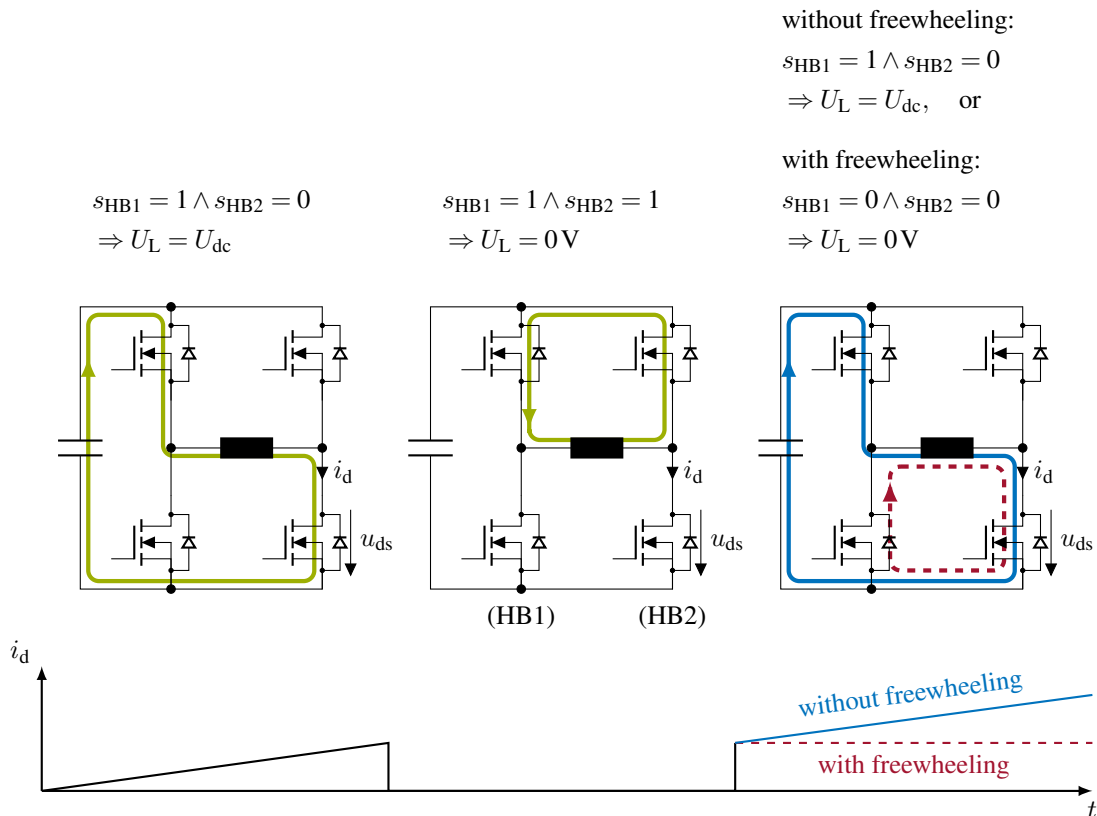 without freewheeling:
s_HB1 = 1 ∧ s_HB2 = 0
⇒ U_L = U_dc, or
with freewheeling:
s_HB1 = 1 ∧ s_HB2 = 0
s_HB1 = 1 ∧ s_HB2 = 1
s_HB1 = 0 ∧ s_HB2 = 0
⇒ U_L = U_dc
⇒ U_L = 0 V
⇒ U_L = 0 V
i_d
i_d
i_d
u_ds
u_ds
u_ds
(HB1)
(HB2)
i_d
without freewheeling
with freewheeling
t